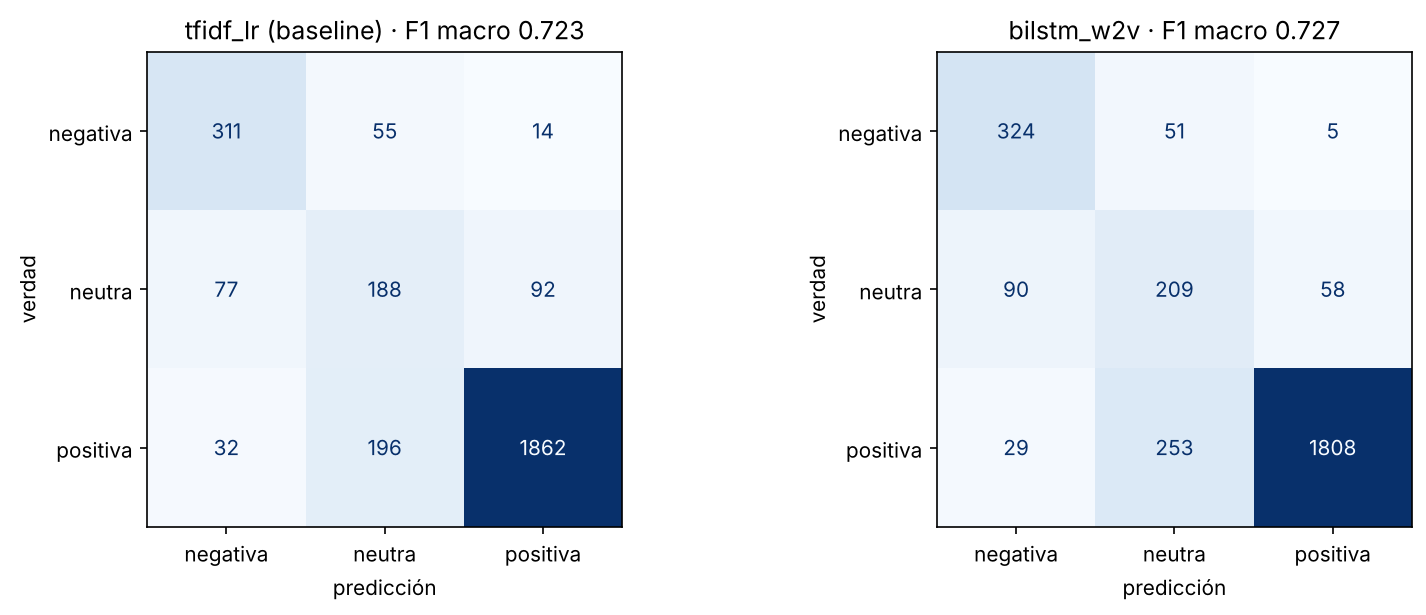 tfidf_lr (baseline) · F1 macro 0.723
verdad
negativa 311 55 14
neutra 77 188 92
positiva 32 196 1862
negativa neutra positiva
predicción
bilstm_w2v · F1 macro 0.727
verdad
negativa 324 51 5
neutra 90 209 58
positiva 29 253 1808
negativa neutra positiva
predicción